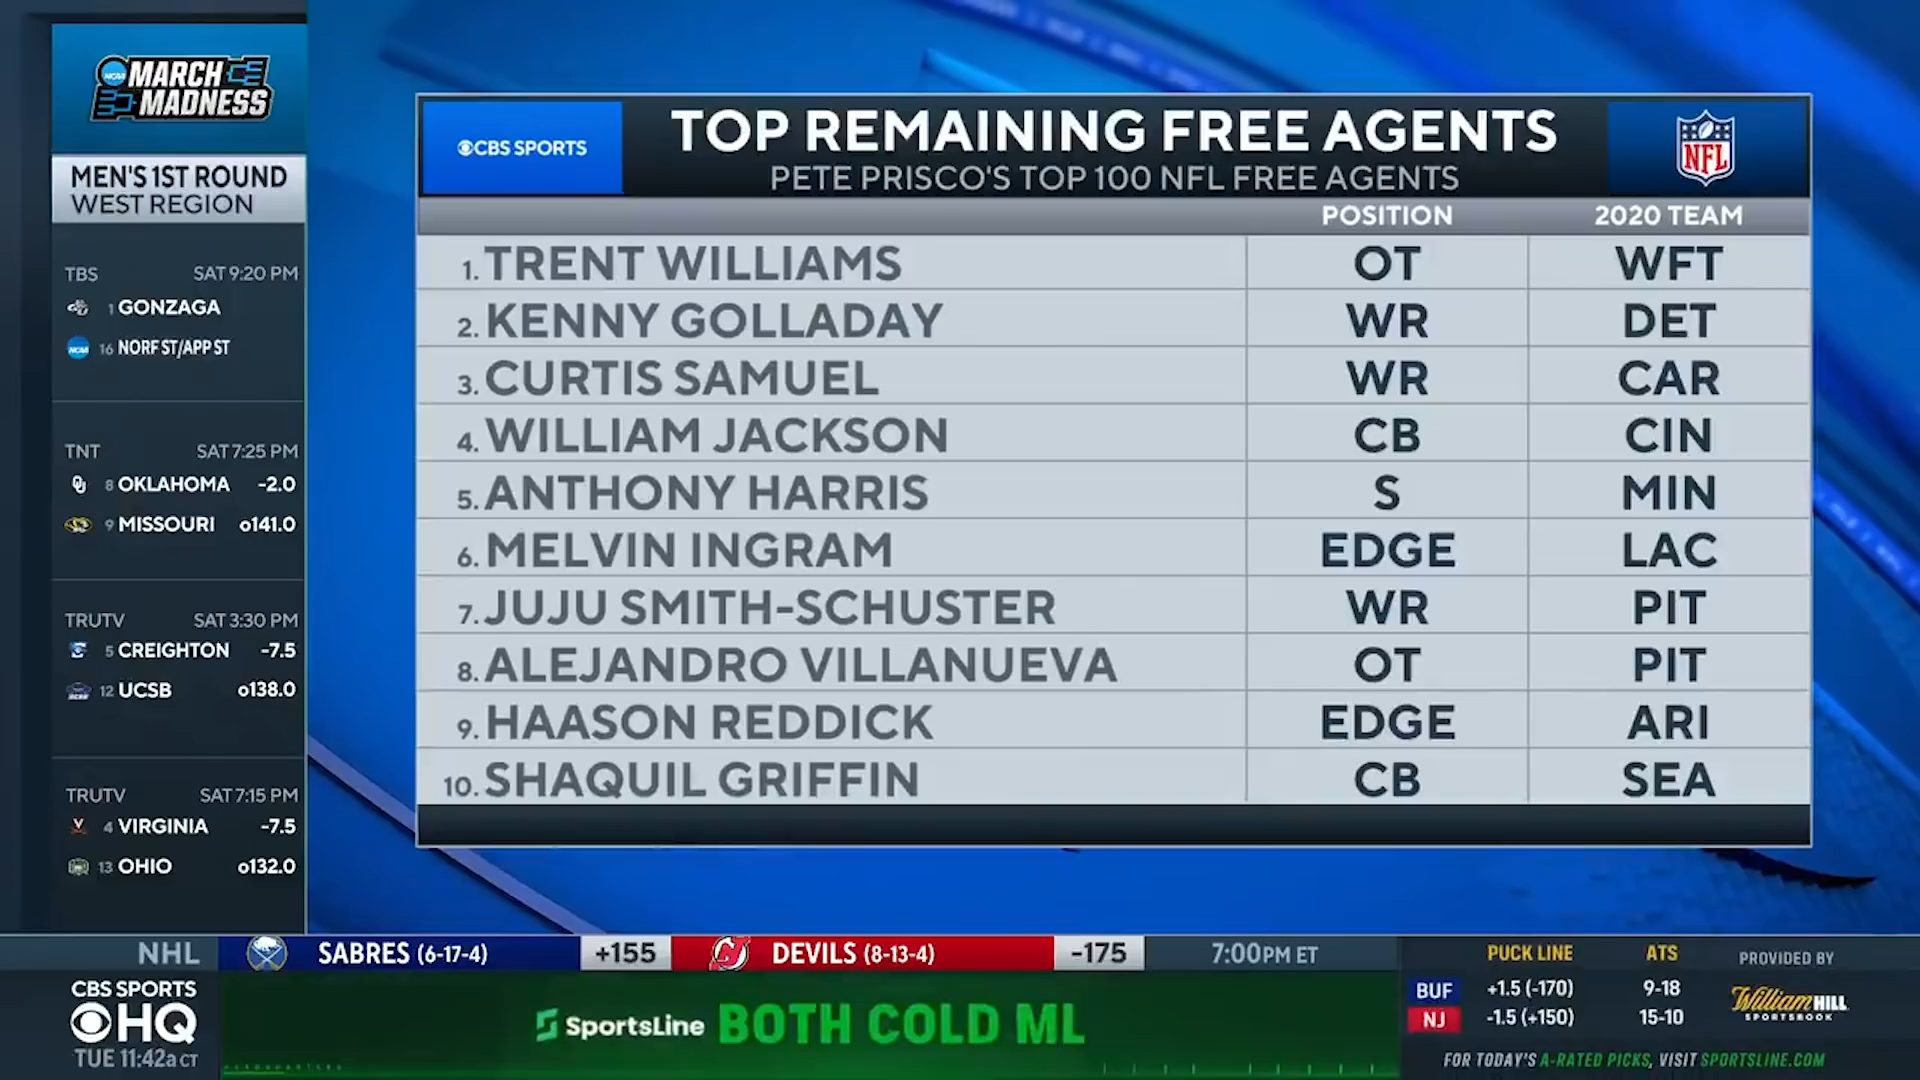 NCAA MARCH
MADNESS
MEN'S 1ST ROUND
WEST REGION
TBS SAT 9:20 PM
1 GONZAGA
NCAA 16 NORF ST/APP ST
TNT SAT 7:25 PM
OU 8 OKLAHOMA -2.0
9 MISSOURI o141.0
TRUTV SAT 3:30 PM
5 CREIGHTON -7.5
12 UCSB o138.0
TRUTV SAT 7:15 PM
V 4 VIRGINIA -7.5
13 OHIO o132.0
CBS SPORTS
TOP REMAINING FREE AGENTS
PETE PRISCO'S TOP 100 NFL FREE AGENTS
NFL
POSITION 2020 TEAM
1. TRENT WILLIAMS OT WFT
2. KENNY GOLLADAY WR DET
3. CURTIS SAMUEL WR CAR
4. WILLIAM JACKSON CB CIN
5. ANTHONY HARRIS S MIN
6. MELVIN INGRAM EDGE LAC
7. JUJU SMITH-SCHUSTER WR PIT
8. ALEJANDRO VILLANUEVA OT PIT
9. HAASON REDDICK EDGE ARI
10. SHAQUIL GRIFFIN CB SEA
NHL SABRES (6-17-4) +155 DEVILS (8-13-4) -175 7:00PM ET
PUCK LINE ATS PROVIDED BY
BUF +1.5 (-170) 9-18
NJ -1.5 (+150) 15-10
William HILL
SPORTSBOOK
FOR TODAY'S A-RATED PICKS, VISIT SPORTSLINE.COM
CBS SPORTS
HQ
TUE 11:42a CT
SportsLine BOTH COLD ML